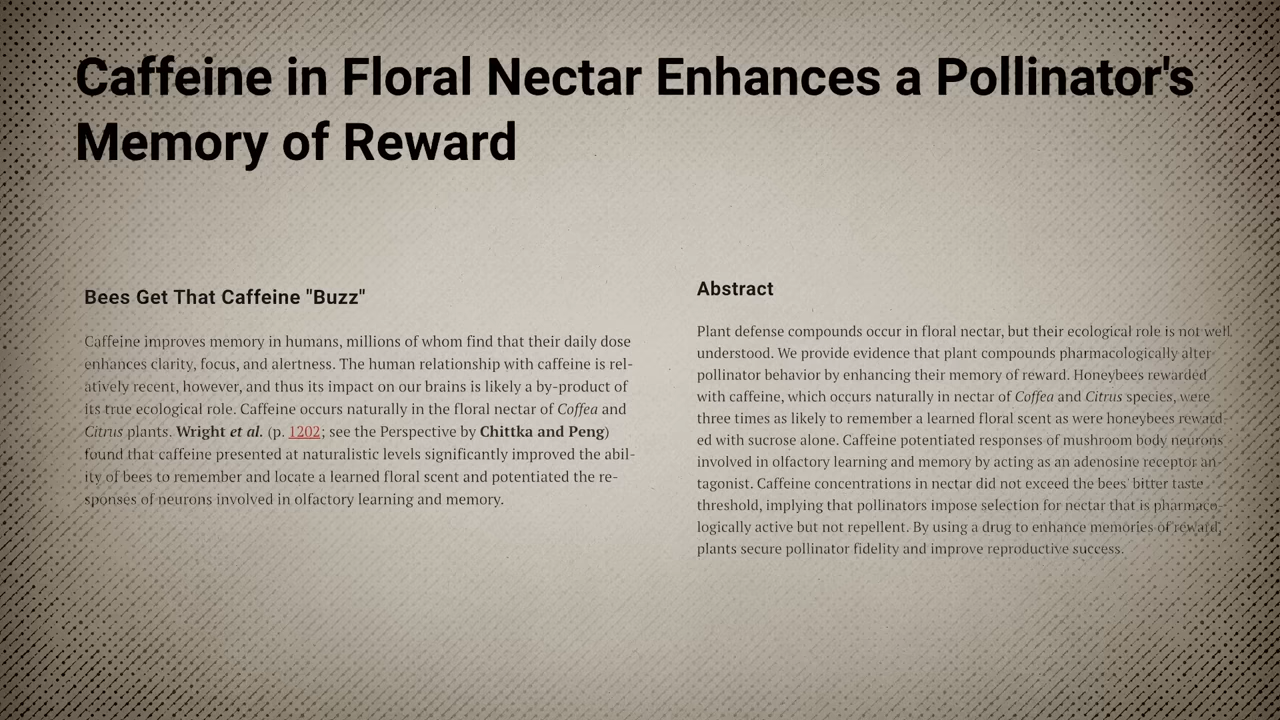 Caffeine in Floral Nectar Enhances a Pollinator's
Memory of Reward
Bees Get That Caffeine "Buzz"
Caffeine improves memory in humans, millions of whom find that their daily dose
enhances clarity, focus, and alertness. The human relationship with caffeine is rel-
atively recent, however, and thus its impact on our brains is likely a by-product of
its true ecological role. Caffeine occurs naturally in the floral nectar of Coffea and
Citrus plants. Wright et al. (p. 1202; see the Perspective by Chittka and Peng)
found that caffeine presented at naturalistic levels significantly improved the abil-
ity of bees to remember and locate a learned floral scent and potentiated the re-
sponses of neurons involved in olfactory learning and memory.
Abstract
Plant defense compounds occur in floral nectar, but their ecological role is not well
understood. We provide evidence that plant compounds pharmacologically alter
pollinator behavior by enhancing their memory of reward. Honeybees rewarded
with caffeine, which occurs naturally in nectar of Coffea and Citrus species, were
three times as likely to remember a learned floral scent as were honeybees reward-
ed with sucrose alone. Caffeine potentiated responses of mushroom body neurons
involved in olfactory learning and memory by acting as an adenosine receptor an-
tagonist. Caffeine concentrations in nectar did not exceed the bees' bitter taste
threshold, implying that pollinators impose selection for nectar that is pharmaco-
logically active but not repellent. By using a drug to enhance memories of reward,
plants secure pollinator fidelity and improve reproductive success.